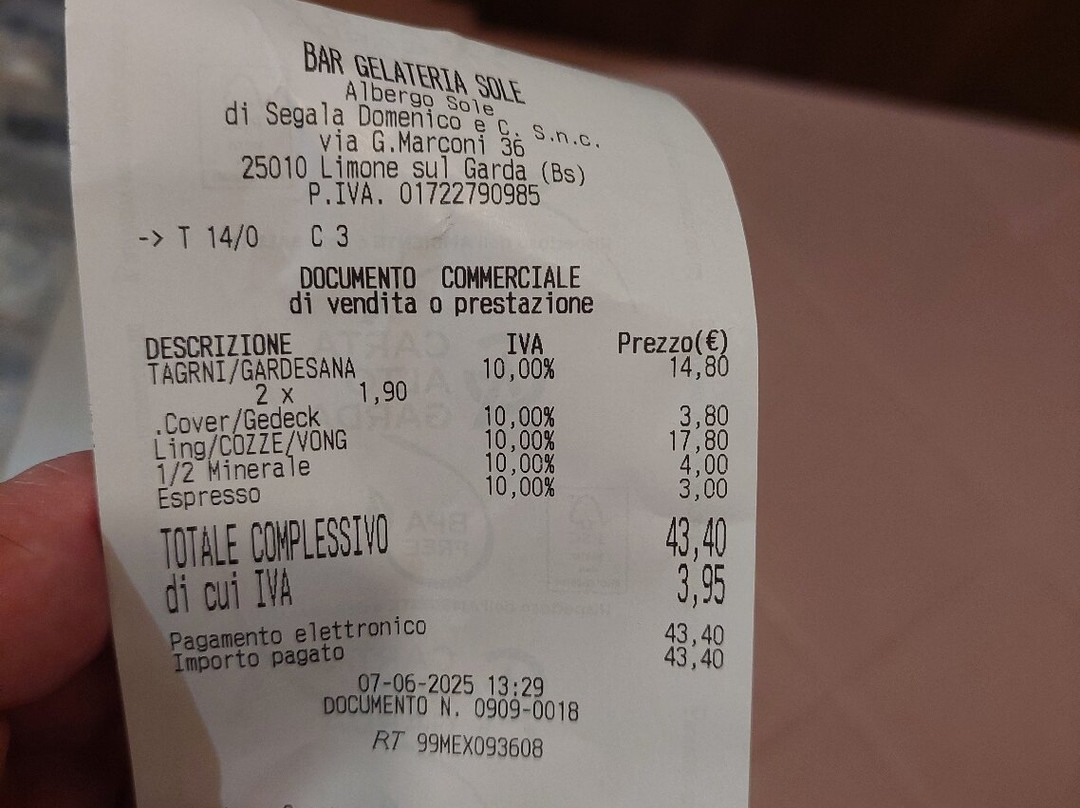 BAR GELATERIA SOLE
Albergo Sole
di Segala Domenico e C. S.n.c.
via G.Marconi 36
25010 Limone sul Garda (Bs)
P.IVA. 01722790985
-> T 14/0 C 3
DOCUMENTO COMMERCIALE
di vendita o prestazione
DESCRIZIONE IVA Prezzo(€)
TAGRNI/GARDESANA 10,00% 14,80
2 x 1,90
.Cover/Gedeck 10,00% 3,80
Ling/COZZE/VONG 10,00% 17,80
1/2 Minerale 10,00% 4,00
Espresso 10,00% 3,00
TOTALE COMPLESSIVO 43,40
di cui IVA 3,95
Pagamento elettronico 43,40
Importo pagato 43,40
07-06-2025 13:29
DOCUMENTO N. 0909-0018
RT 99MEX093608